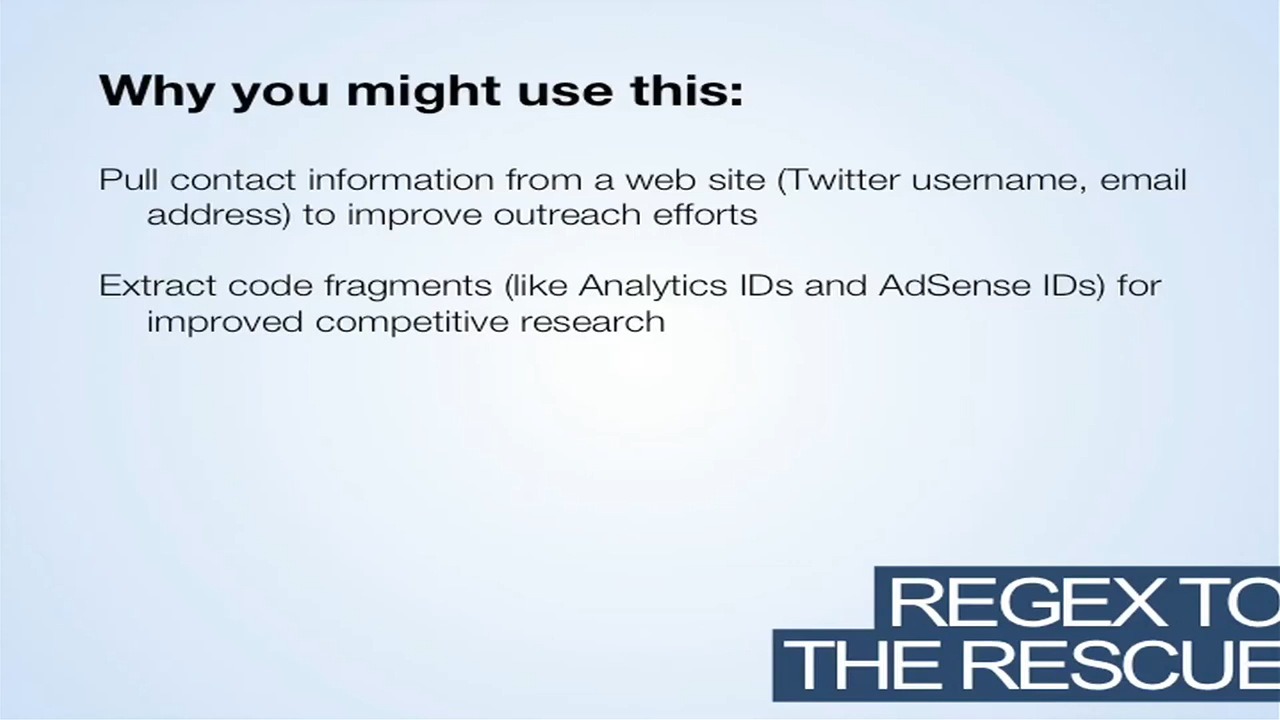 Why you might use this:
Pull contact information from a web site (Twitter username, email
address) to improve outreach efforts
Extract code fragments (like Analytics IDs and AdSense IDs) for
improved competitive research
REGEX TO
THE RESCUE